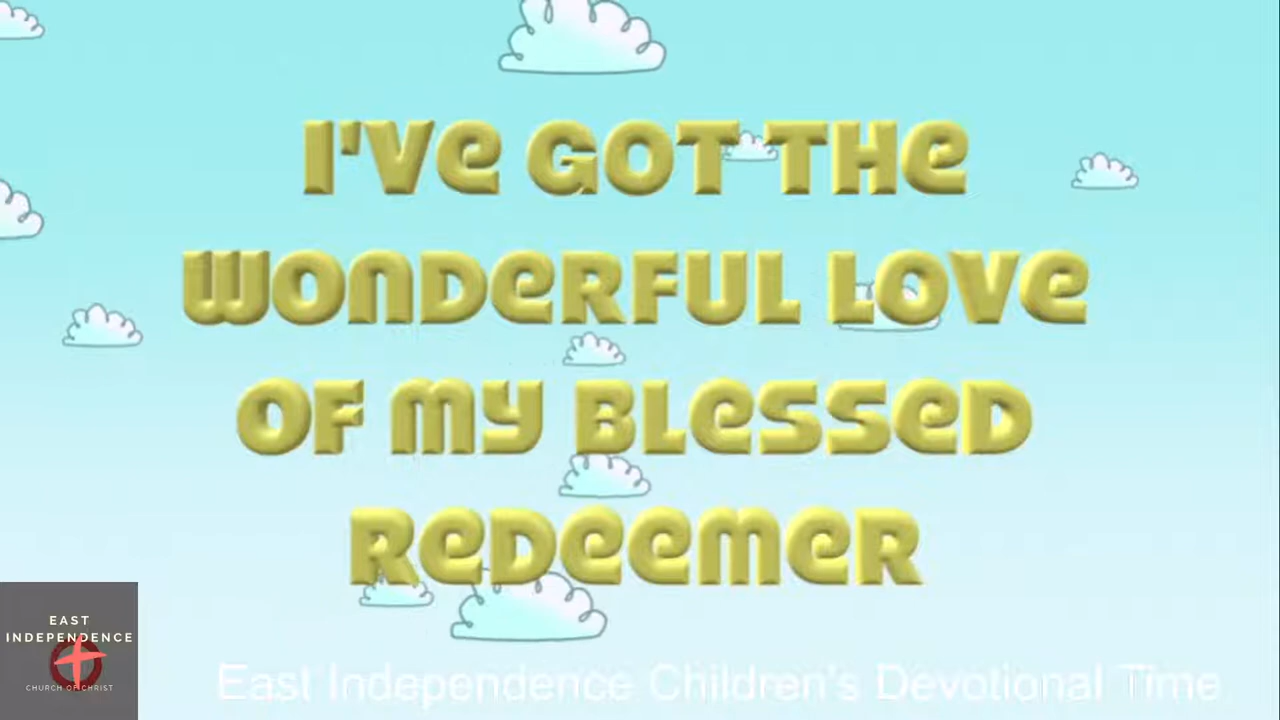 I'VE GOT THE
WONDERFUL LOVE
OF MY BLESSED
REDEEMER
EAST
INDEPENDENCE
CHURCH OF CHRIST
East Independence Children's Devotional Time